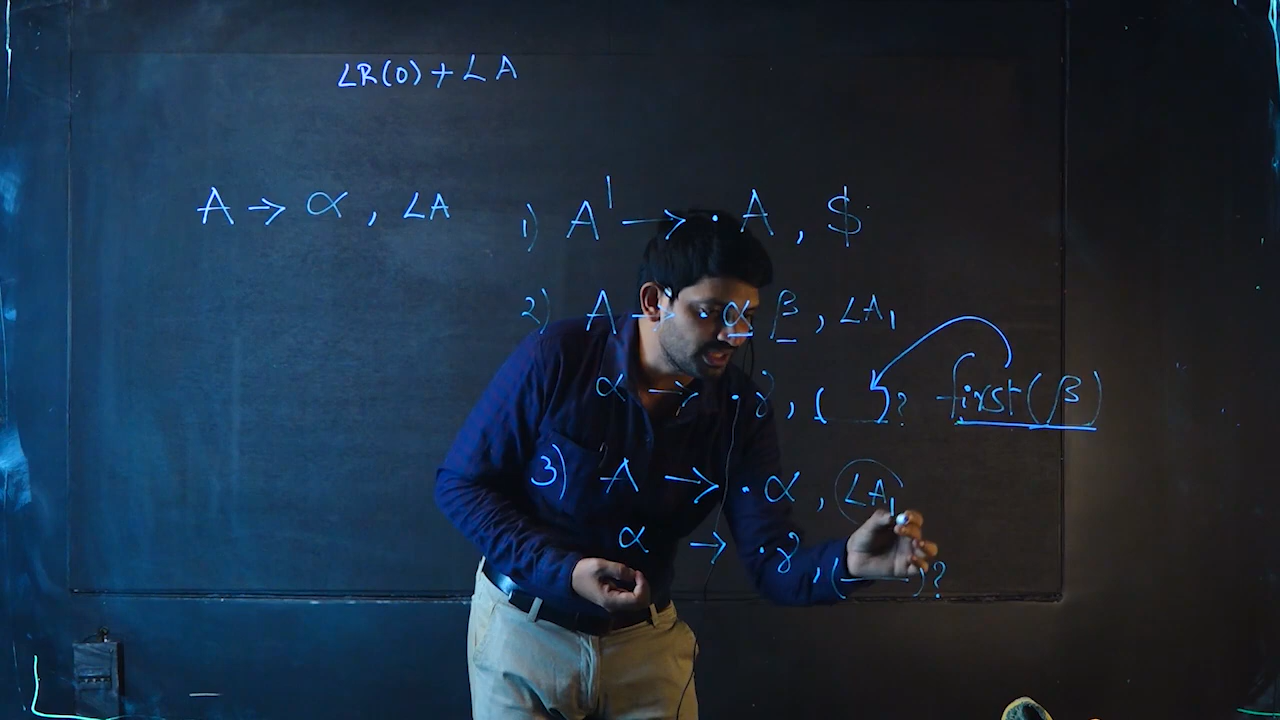 LR(0) + LA
A → α , LA
1) A' → . A , $
2) A → . α β , LA1
α → . γ , ( )? first(β)
3) A → . α , LA1
α → . γ , ( )?